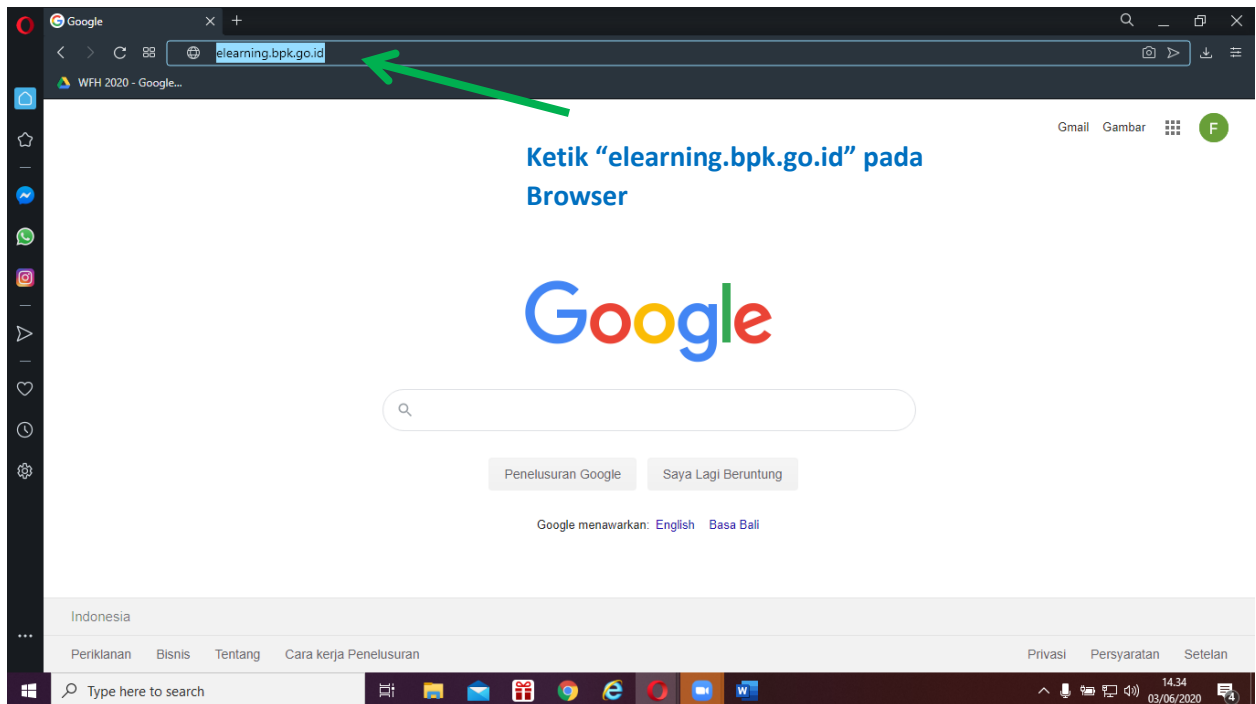 Google
elearning.bpk.go.id
WFH 2020 - Google...
Gmail Gambar F
Ketik “elearning.bpk.go.id” pada
Browser
Google
Penelusuran Google Saya Lagi Beruntung
Google menawarkan: English Basa Bali
Indonesia
Periklanan Bisnis Tentang Cara kerja Penelusuran Privasi Persyaratan Setelan
Type here to search
14.34
03/06/2020
4